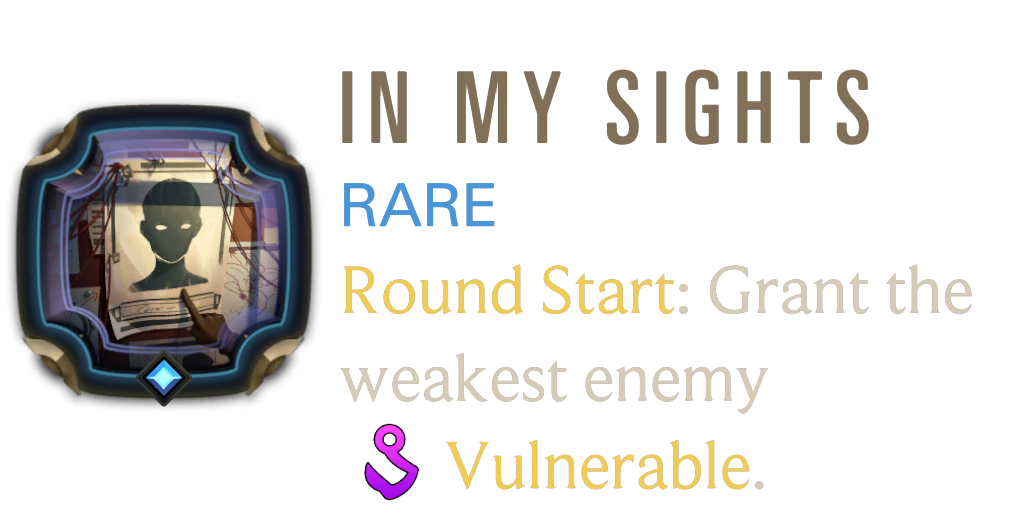 IN MY SIGHTS
RARE
Round Start: Grant the
weakest enemy
Vulnerable.